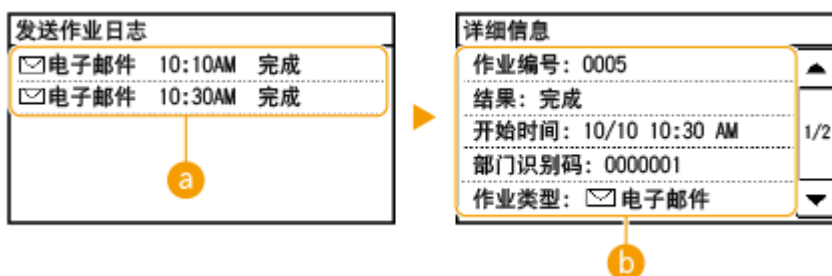 发送作业日志
电子邮件 10:10AM 完成
电子邮件 10:30AM 完成
a
详细信息
作业编号: 0005
结果: 完成
开始时间: 10/10 10:30 AM
部门识别码: 0000001
作业类型: 电子邮件
1/2
b